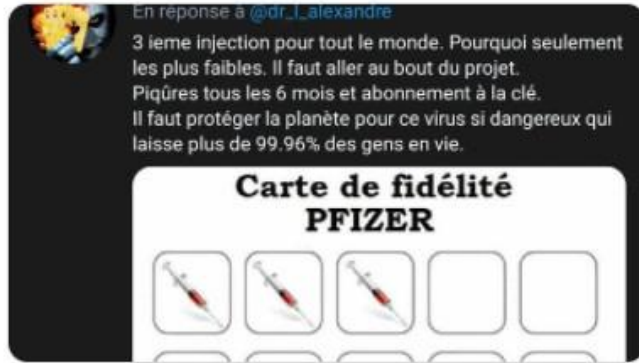 En réponse à @dr_l_alexandre
3 ieme injection pour tout le monde. Pourquoi seulement
les plus faibles. Il faut aller au bout du projet.
Piqûres tous les 6 mois et abonnement à la clé.
Il faut protéger la planète pour ce virus si dangereux qui
laisse plus de 99.96% des gens en vie.
Carte de fidélité
PFIZER